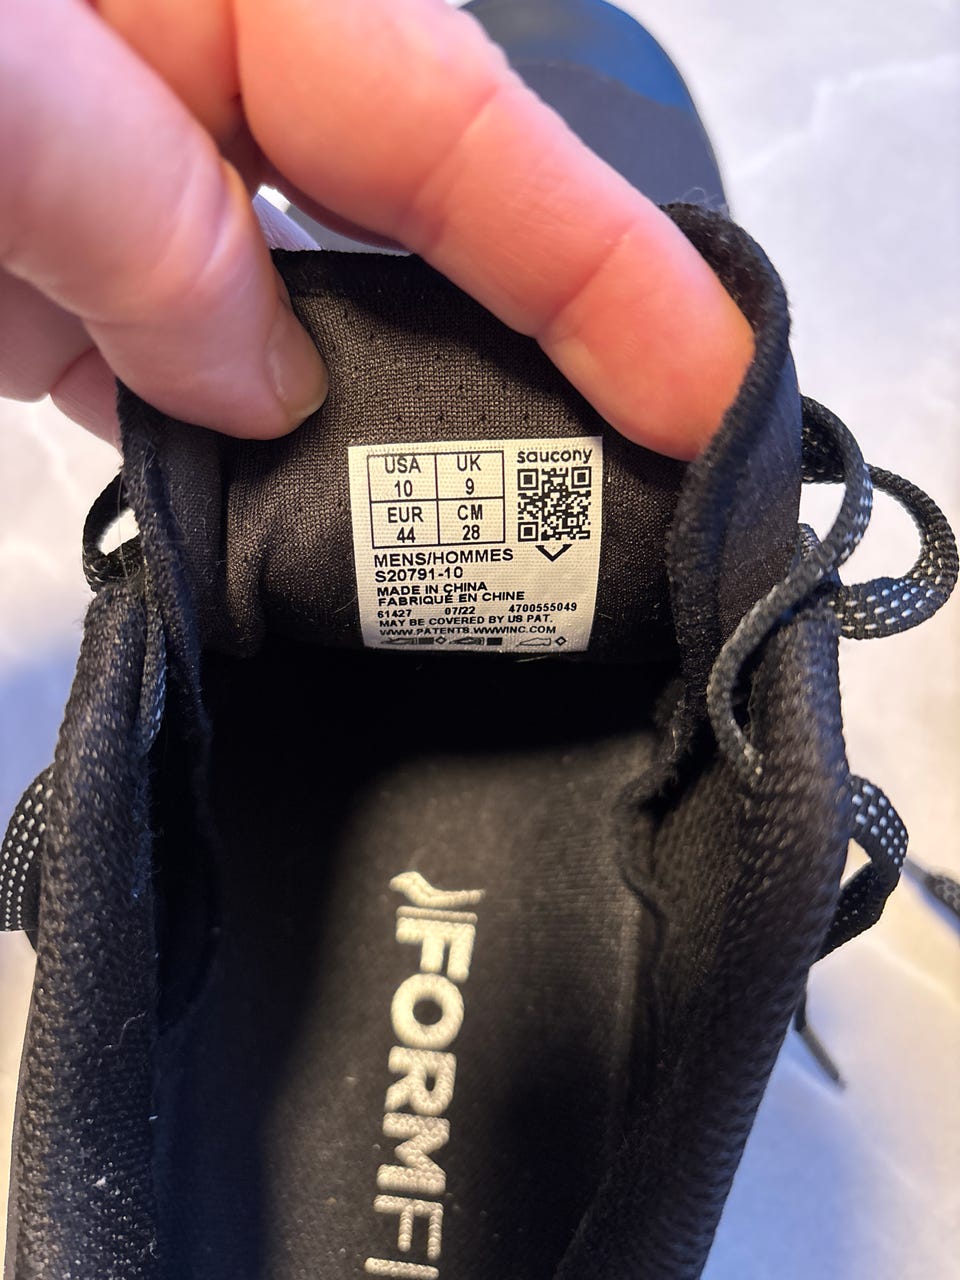 saucony
USA UK
10 9
EUR CM
44 28
MENS/HOMMES
S20791-10
MADE IN CHINA
FABRIQUÉ EN CHINE
61427 07/22 4700555049
MAY BE COVERED BY US PAT.
WWW.PATENTS.WWWINC.COM
FORMFI